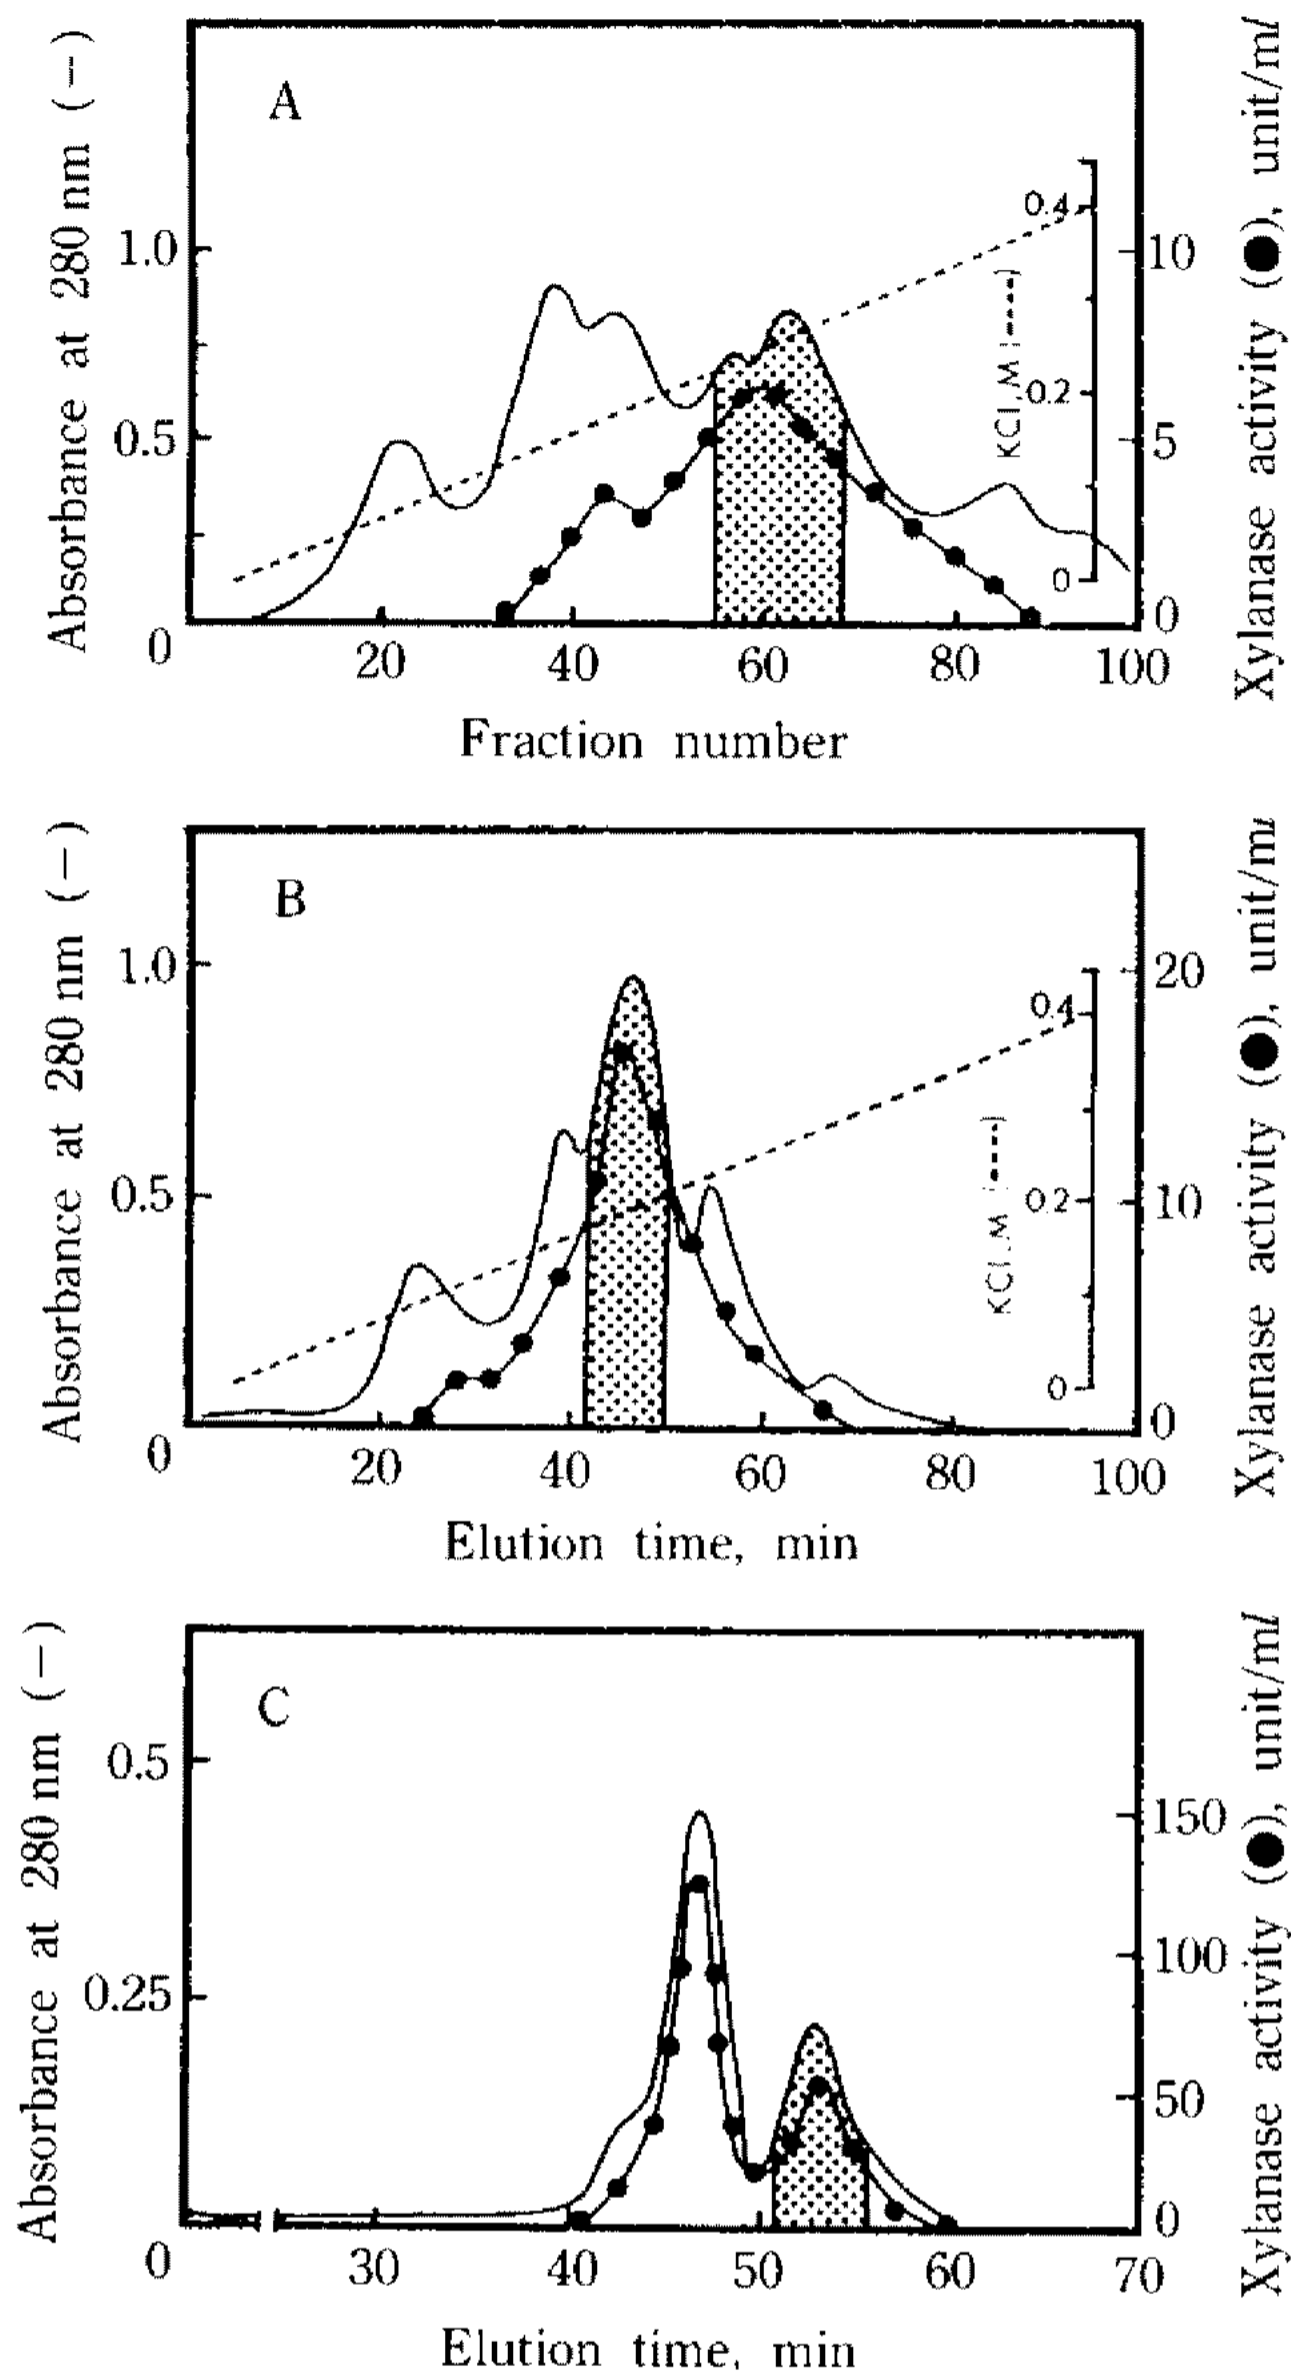 A
Absorbance at 280 nm (—)
1.0
0.5
0
20
40
60
80
100
Fraction number
KCl, M (----)
0.4
0.2
0
10
5
0
Xylanase activity (●), unit/ml
B
Absorbance at 280 nm (—)
1.0
0.5
0
20
40
60
80
100
Elution time, min
KCl, M (----)
0.4
0.2
0
20
10
0
Xylanase activity (●), unit/ml
C
Absorbance at 280 nm (—)
0.5
0.25
0
30
40
50
60
70
Elution time, min
150
100
50
0
Xylanase activity (●), unit/ml